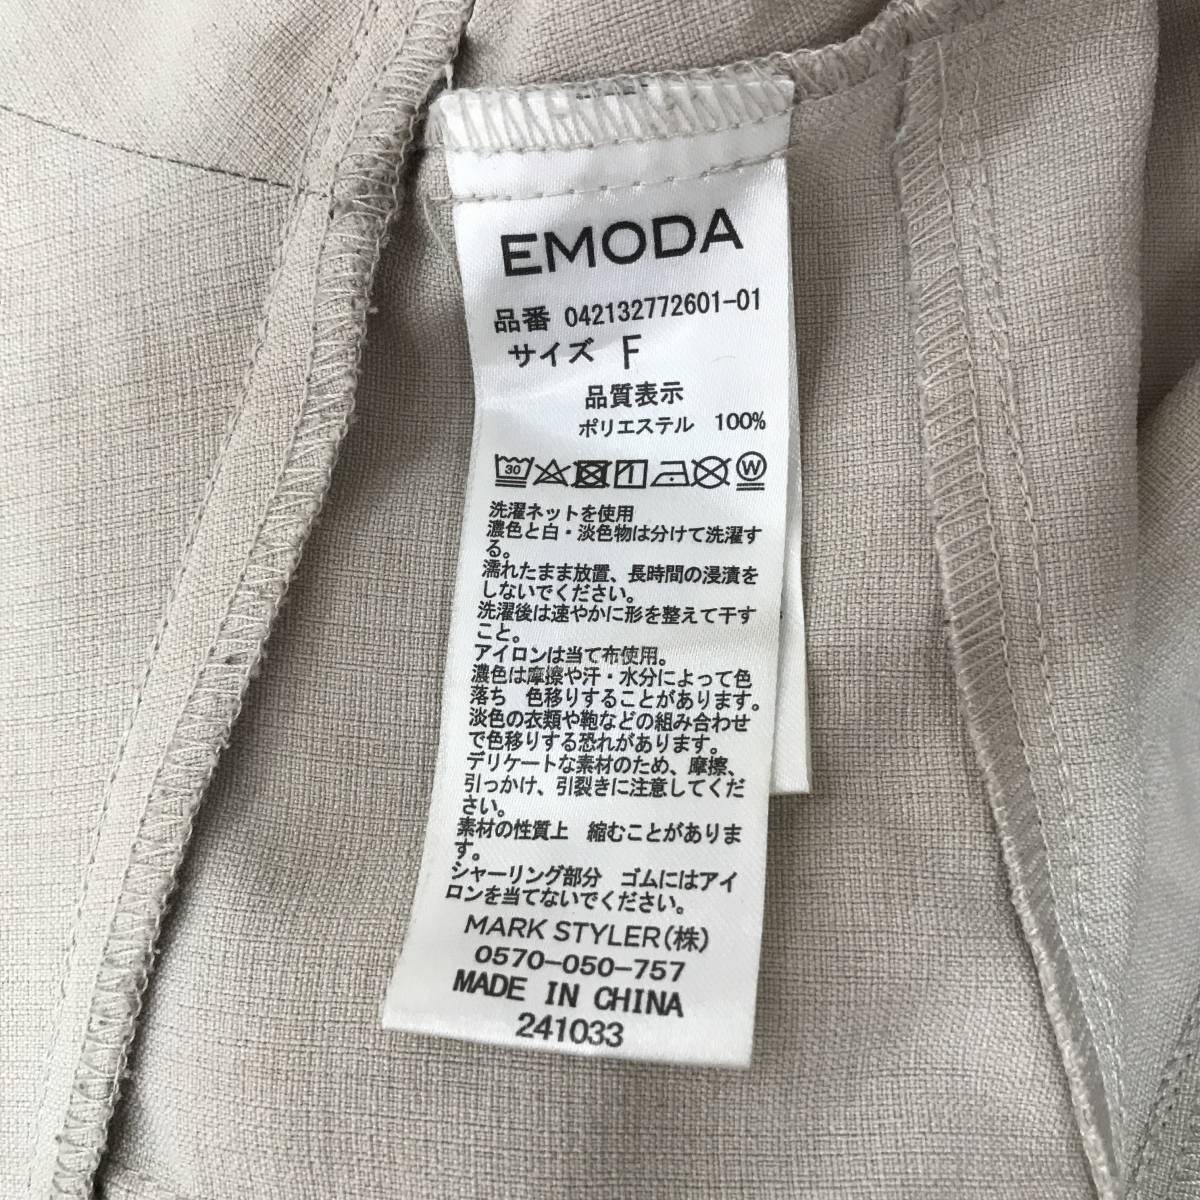 EMODA
品番 042132772601-01
サイズ F
品質表示
ポリエステル 100%
30 W
洗濯ネットを使用
濃色と白・淡色物は分けて洗濯す
る。
濡れたまま放置、長時間の浸漬を
しないでください。
洗濯後は速やかに形を整えて干す
こと。
アイロンは当て布使用。
濃色は摩擦や汗・水分によって色
落ち 色移りすることがあります。
淡色の衣類や鞄などの組み合わせ
で色移りする恐れがあります。
デリケートな素材のため、摩擦、
引っかけ、引裂きに注意してくだ
さい。
素材の性質上 縮むことがありま
す。
シャーリング部分 ゴムにはアイ
ロンを当てないでください。
MARK STYLER(株)
0570-050-757
MADE IN CHINA
241033